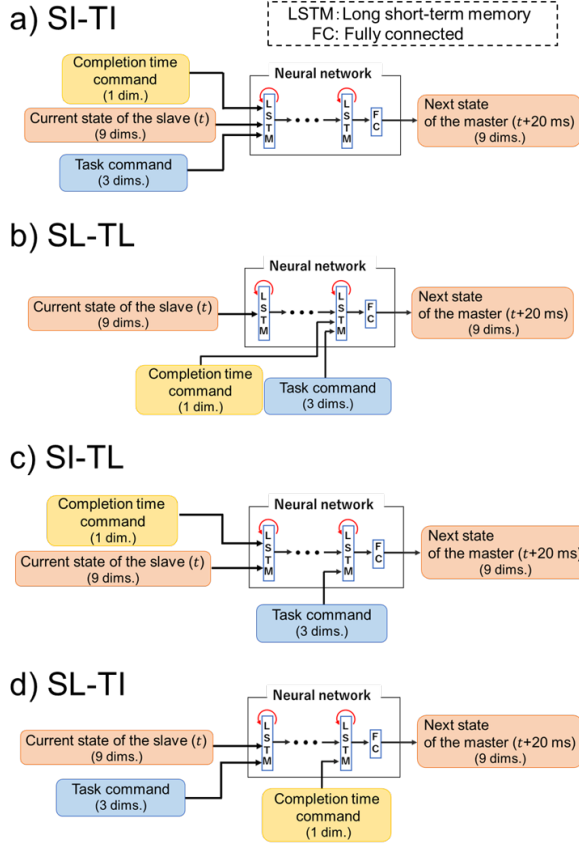 a) SI-TI
LSTM: Long short-term memory
FC: Fully connected
Completion time
command
(1 dim.)
Current state of the slave (t)
(9 dims.)
Task command
(3 dims.)
Neural network
L
S
T
M
L
S
T
M
F
C
Next state
of the master (t+20 ms)
(9 dims.)
b) SL-TL
Neural network
Current state of the slave (t)
(9 dims.)
L
S
T
M
L
S
T
M
F
C
Next state
of the master (t+20 ms)
(9 dims.)
Completion time
command
(1 dim.)
Task command
(3 dims.)
c) SI-TL
Completion time
command
(1 dim.)
Current state of the slave (t)
(9 dims.)
Neural network
L
S
T
M
L
S
T
M
F
C
Next state
of the master (t+20 ms)
(9 dims.)
Task command
(3 dims.)
d) SL-TI
Neural network
Current state of the slave (t)
(9 dims.)
Task command
(3 dims.)
L
S
T
M
L
S
T
M
F
C
Next state
of the master (t+20 ms)
(9 dims.)
Completion time
command
(1 dim.)